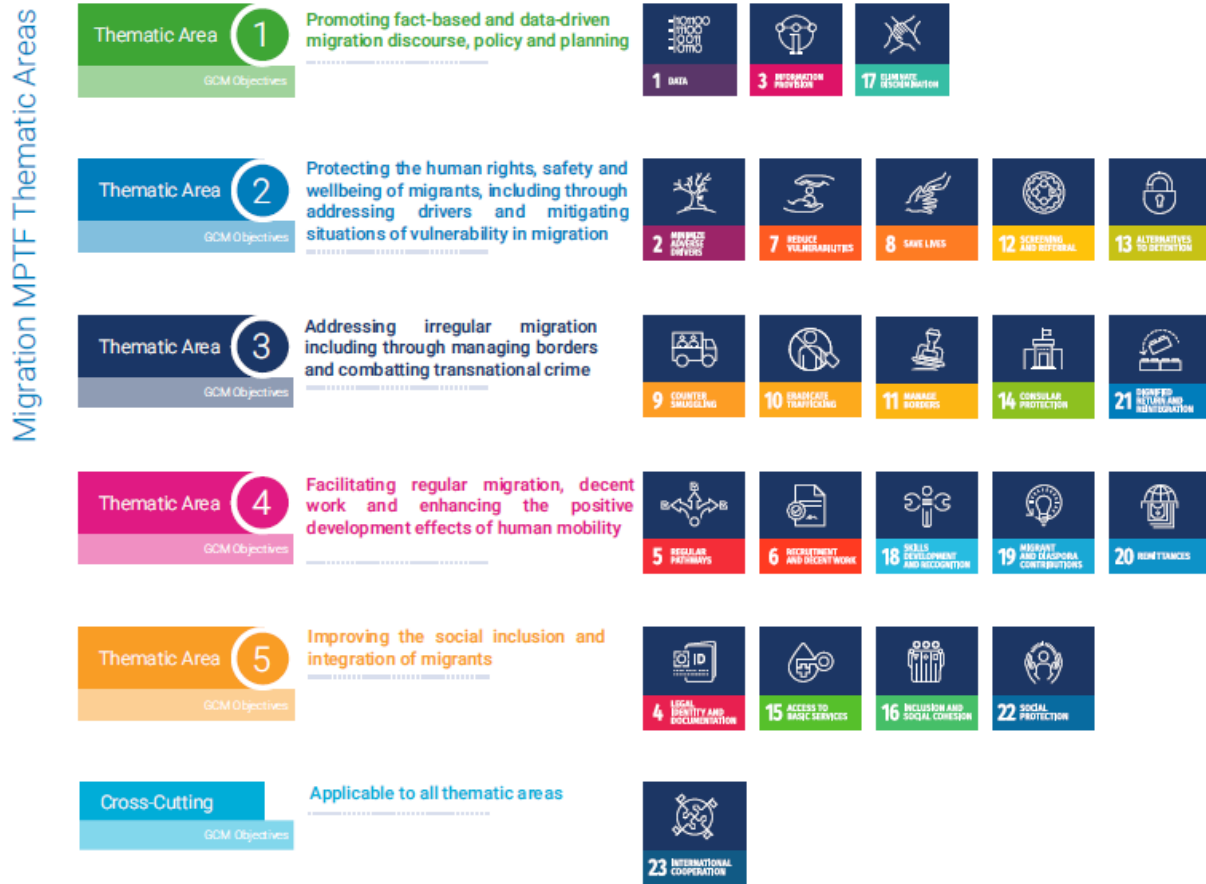 Migration MPTF Thematic Areas
Thematic Area 1
GCM Objectives
Promoting fact-based and data-driven
migration discourse, policy and planning
1 DATA
3 INFORMATION
PROVISION
17 ELIMINATE
DISCRIMINATION
Thematic Area 2
GCM Objectives
Protecting the human rights, safety and
wellbeing of migrants, including through
addressing drivers and mitigating
situations of vulnerability in migration
2 MINIMIZE
ADVERSE
DRIVERS
7 REDUCE
VULNERABILITIES
8 SAVE LIVES
12 SCREENING
AND REFERRAL
13 ALTERNATIVES
TO DETENTION
Thematic Area 3
GCM Objectives
Addressing irregular migration
including through managing borders
and combatting transnational crime
9 COUNTER
SMUGGLING
10 ERADICATE
TRAFFICKING
11 MANAGE
BORDERS
14 CONSULAR
PROTECTION
21 DIGNIFIED
RETURN AND
REINTEGRATION
Thematic Area 4
GCM Objectives
Facilitating regular migration, decent
work and enhancing the positive
development effects of human mobility
5 REGULAR
PATHWAYS
6 RECRUITMENT
AND DECENT WORK
18 SKILLS
DEVELOPMENT
AND RECOGNITION
19 MIGRANT
AND DIASPORA
CONTRIBUTIONS
20 REMITTANCES
Thematic Area 5
GCM Objectives
Improving the social inclusion and
integration of migrants
ID
4 LEGAL
IDENTITY AND
DOCUMENTATION
15 ACCESS TO
BASIC SERVICES
16 INCLUSION AND
SOCIAL COHESION
22 SOCIAL
PROTECTION
Cross-Cutting
GCM Objectives
Applicable to all thematic areas
23 INTERNATIONAL
COOPERATION